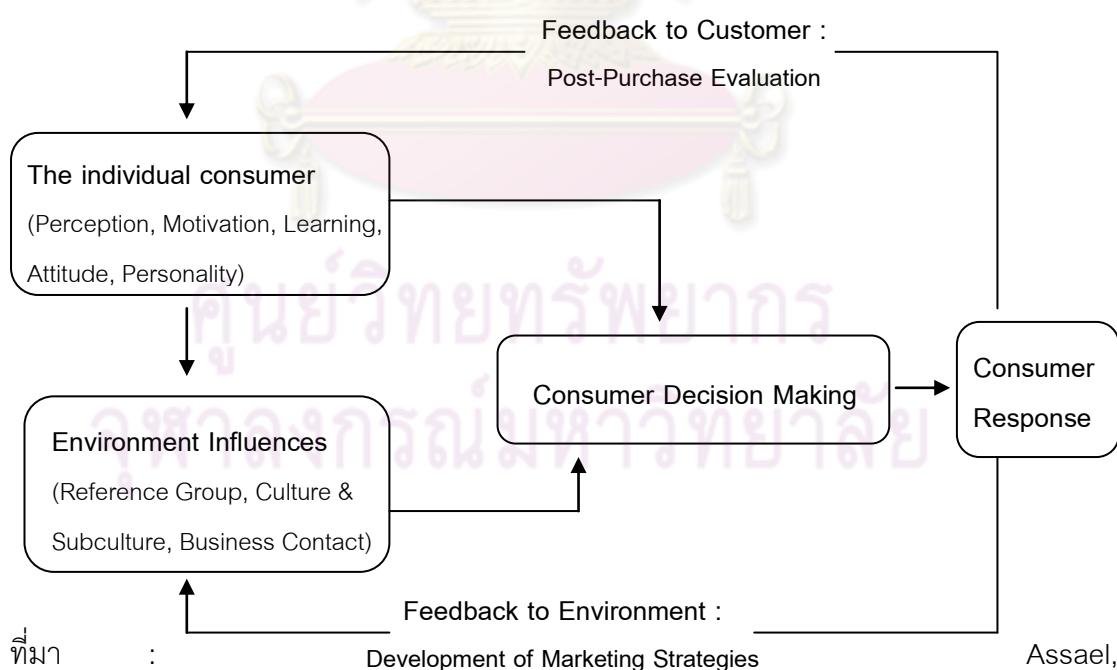 Feedback to Customer :
Post-Purchase Evaluation
The individual consumer
(Perception, Motivation, Learning,
Attitude, Personality)
ศูนย์วิทยทรัพยากร
จุฬาลงกรณ์มหาวิทยาลัย
Consumer Decision Making
Consumer
Response
Environment Influences
(Reference Group, Culture &
Subculture, Business Contact)
Feedback to Environment :
Development of Marketing Strategies
ที่มา : Assael,